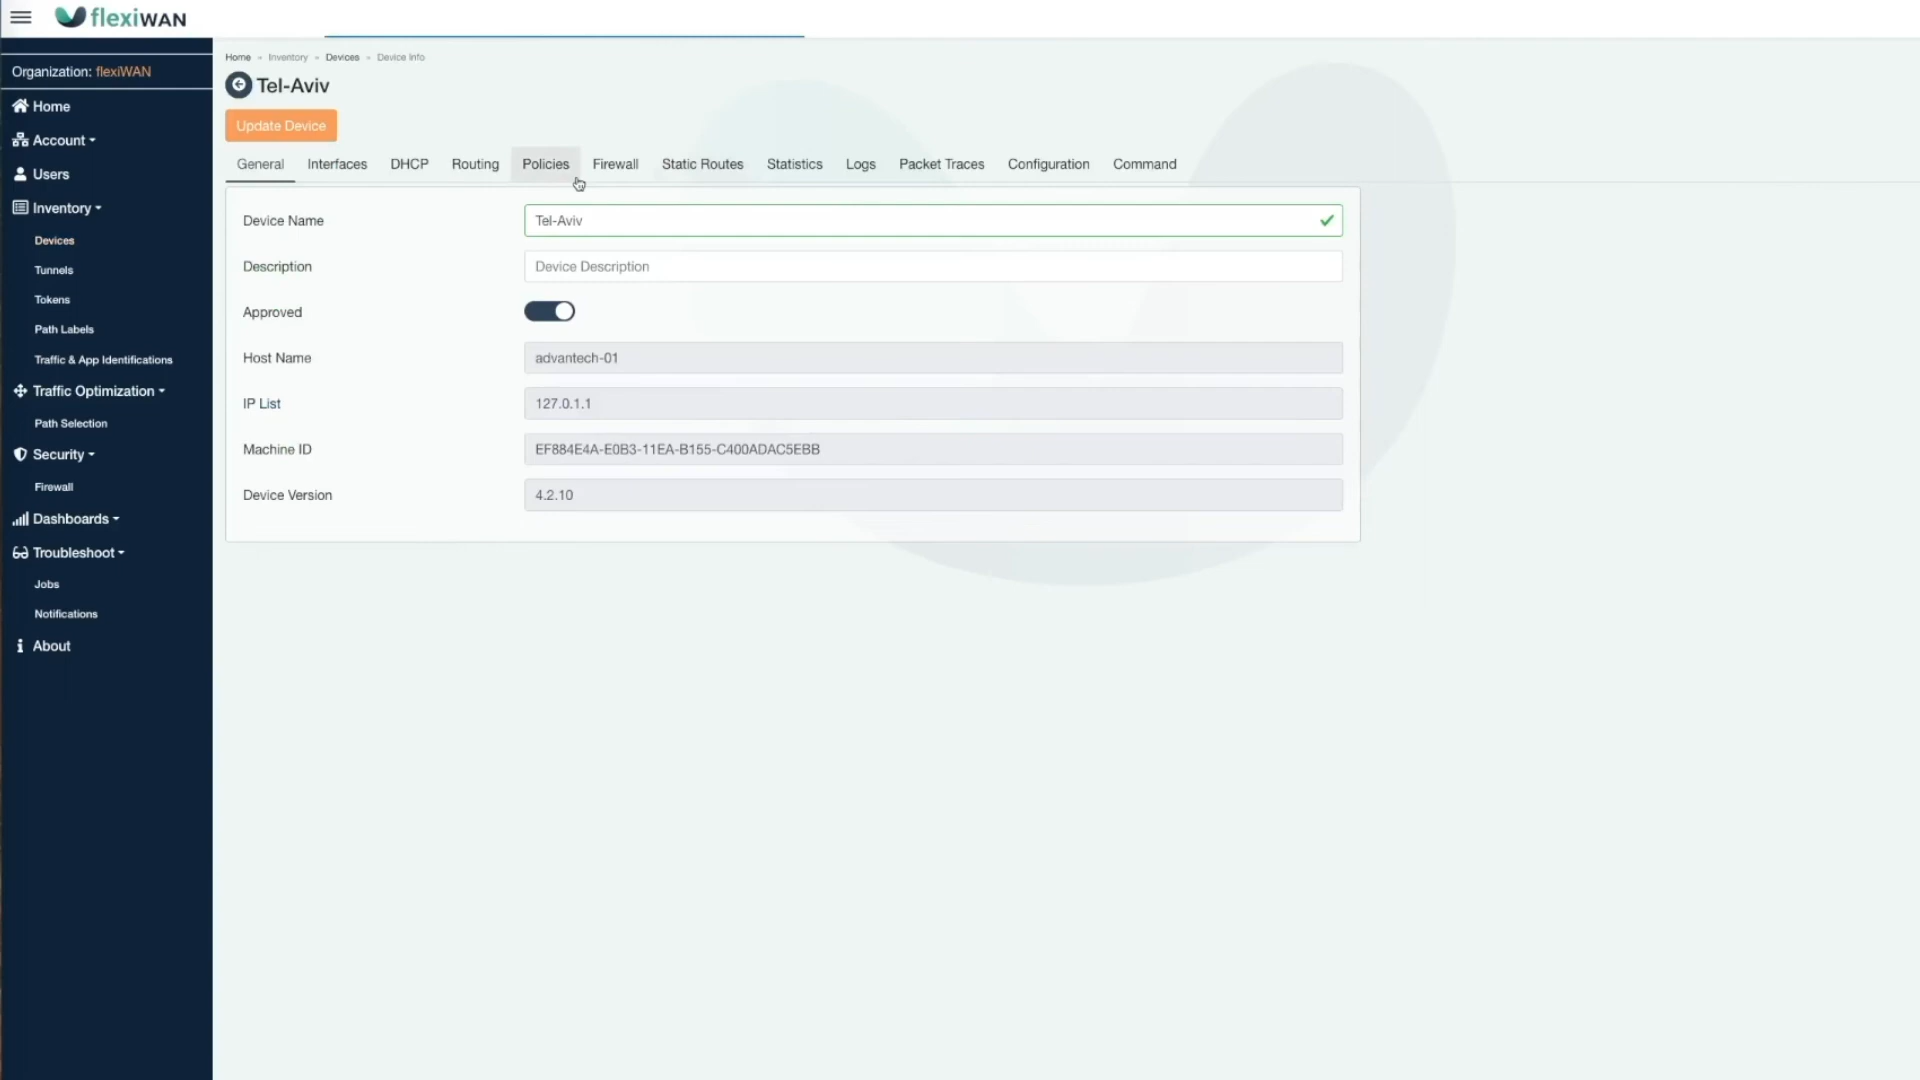 flexiWAN
Organization: flexiWAN
Home
Account
Users
Inventory
Devices
Tunnels
Tokens
Path Labels
Traffic & App Identifications
Traffic Optimization
Path Selection
Security
Firewall
Dashboards
Troubleshoot
Jobs
Notifications
About
Home » Inventory » Devices » Device Info
Tel-Aviv
Update Device
General Interfaces DHCP Routing Policies Firewall Static Routes Statistics Logs Packet Traces Configuration Command
Device Name Tel-Aviv
Description Device Description
Approved
Host Name advantech-01
IP List 127.0.1.1
Machine ID EF884E4A-E0B3-11EA-B155-C400ADAC5EBB
Device Version 4.2.10